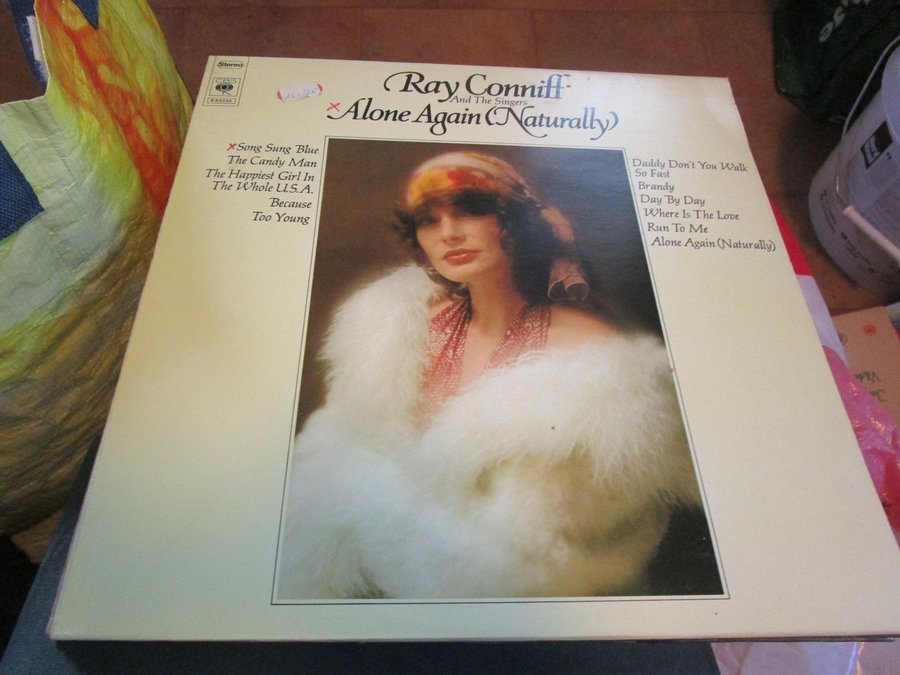 Stereo
CBS
Ray Conniff
And The Singers
Alone Again (Naturally)
Song Sung Blue
The Candy Man
The Happiest Girl In
The Whole U.S.A.
Because
Too Young
Daddy Don't You Walk
So Fast
Brandy
Day By Day
Where Is The Love
Run To Me
Alone Again (Naturally)